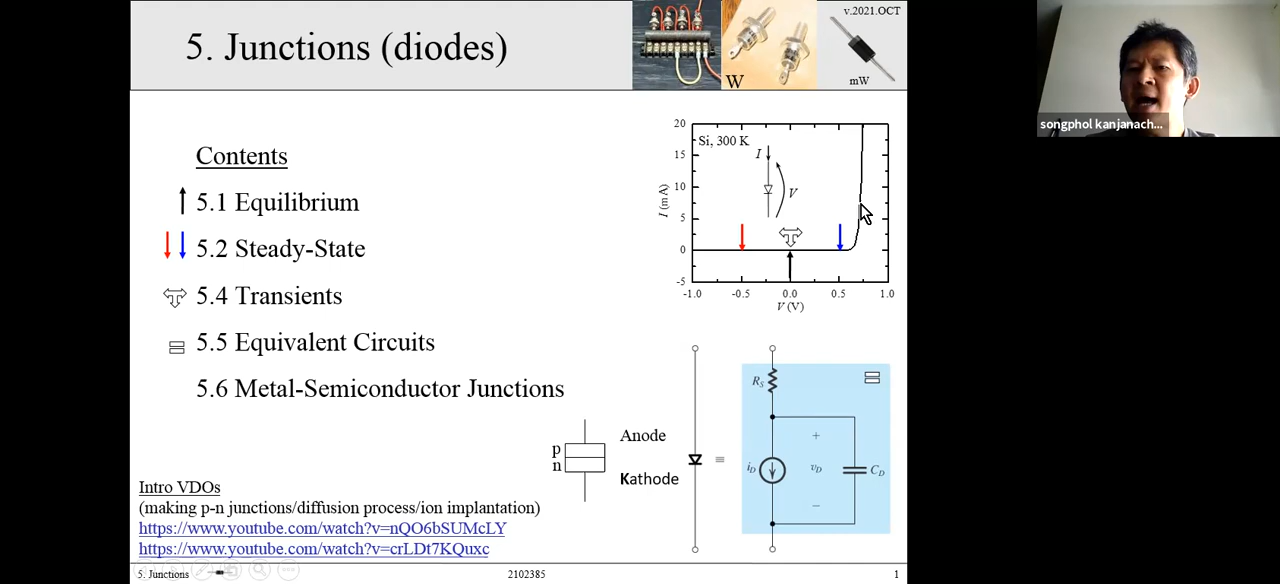 5. Junctions (diodes)
v.2021.OCT
W
mW
songphol kanjanach...
Contents
5.1 Equilibrium
5.2 Steady-State
5.4 Transients
5.5 Equivalent Circuits
5.6 Metal-Semiconductor Junctions
Si, 300 K
I
V
I (mA)
20
15
10
5
0
-5
-1.0 -0.5 0.0 0.5 1.0
V (V)
p
n
Anode
Kathode
=
RS
iD
+
vD
−
CD
Intro VDOs
(making p-n junctions/diffusion process/ion implantation)
https://www.youtube.com/watch?v=nQO6bSUMcLY
https://www.youtube.com/watch?v=crLDt7KQuxc
5. Junctions
2102385
1